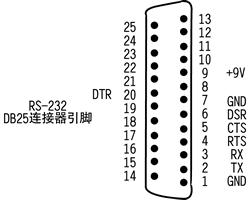 13
25
12
24
11
23
10
22
9 +9V
21
8
DTR 20
7 GND
19
6 DSR
RS-232
DB25连接器引脚
18
5 CTS
17
4 RTS
16
3 RX
15
2 TX
14
1 GND